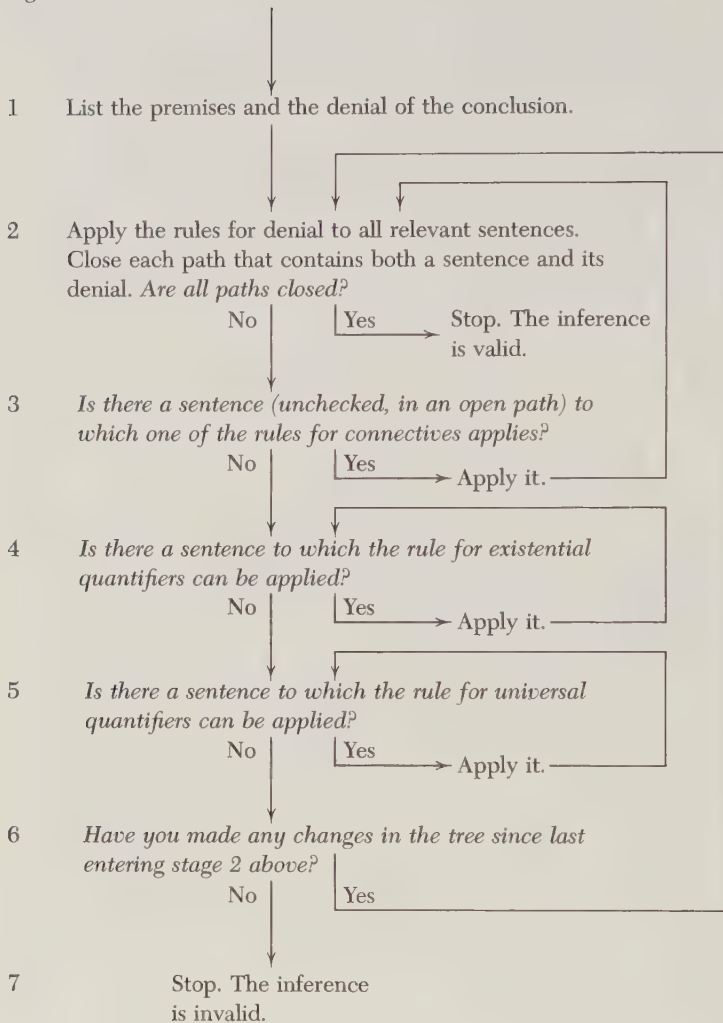 1 List the premises and the denial of the conclusion.
2 Apply the rules for denial to all relevant sentences.
Close each path that contains both a sentence and its
denial. Are all paths closed?
No Yes Stop. The inference
is valid.
3 Is there a sentence (unchecked, in an open path) to
which one of the rules for connectives applies?
No Yes Apply it.
4 Is there a sentence to which the rule for existential
quantifiers can be applied?
No Yes Apply it.
5 Is there a sentence to which the rule for universal
quantifiers can be applied?
No Yes Apply it.
6 Have you made any changes in the tree since last
entering stage 2 above?
No Yes
7 Stop. The inference
is invalid.